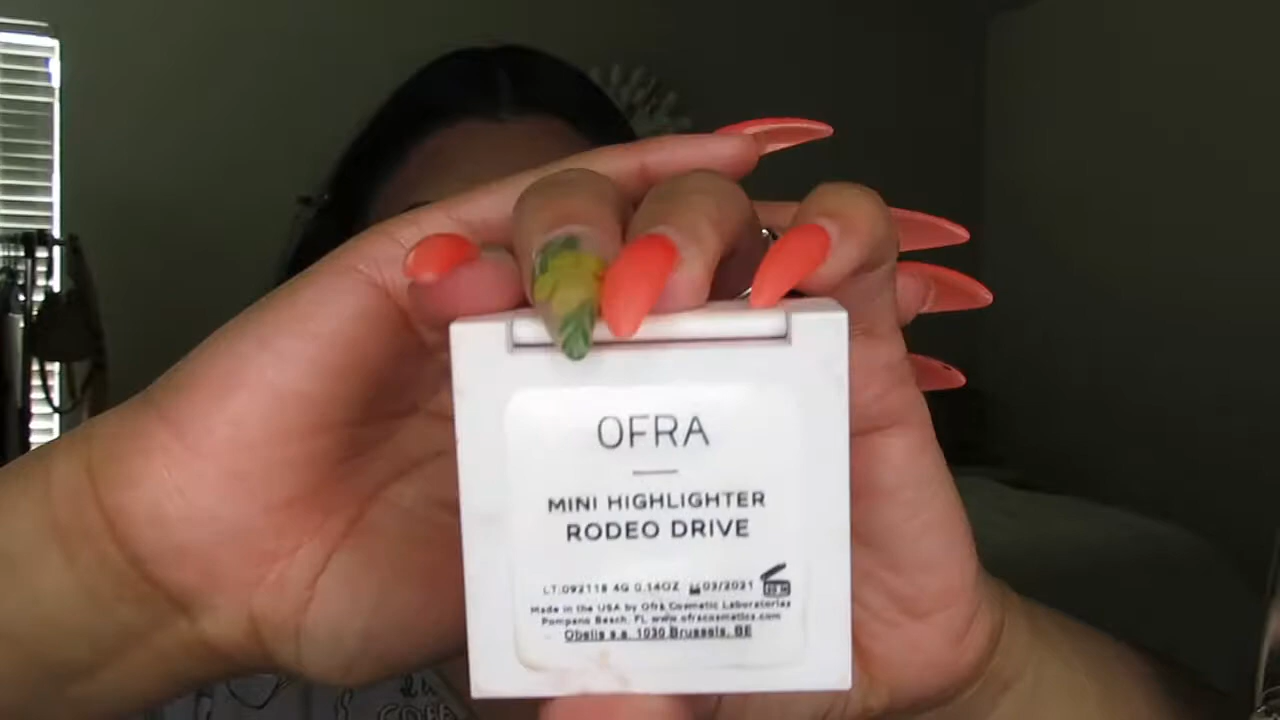 OFRA
MINI HIGHLIGHTER
RODEO DRIVE
LT:092118 4G 0.14OZ 03/2021
Made in the USA by Ofra Cosmetic Laboratories
Pompano Beach, FL www.ofracosmetics.com
Obelis s.a. 1030 Brussels, BE